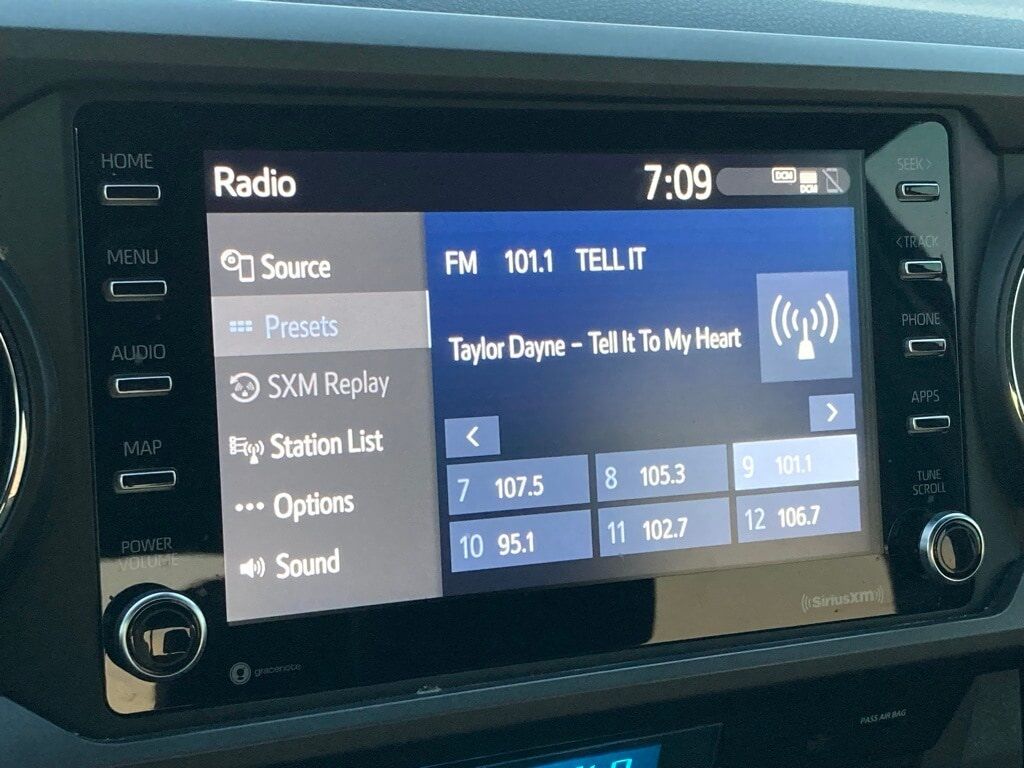 HOME
MENU
AUDIO
MAP
POWER
VOLUME
Radio
7:09
DCM
DCM
Source
Presets
SXM Replay
Station List
Options
Sound
FM 101.1 TELL IT
Taylor Dayne - Tell It To My Heart
<
>
7 107.5
8 105.3
9 101.1
10 95.1
11 102.7
12 106.7
SEEK>
<TRACK
PHONE
APPS
TUNE
SCROLL
((SiriusXM))
gracenote
PASS AIR BAG